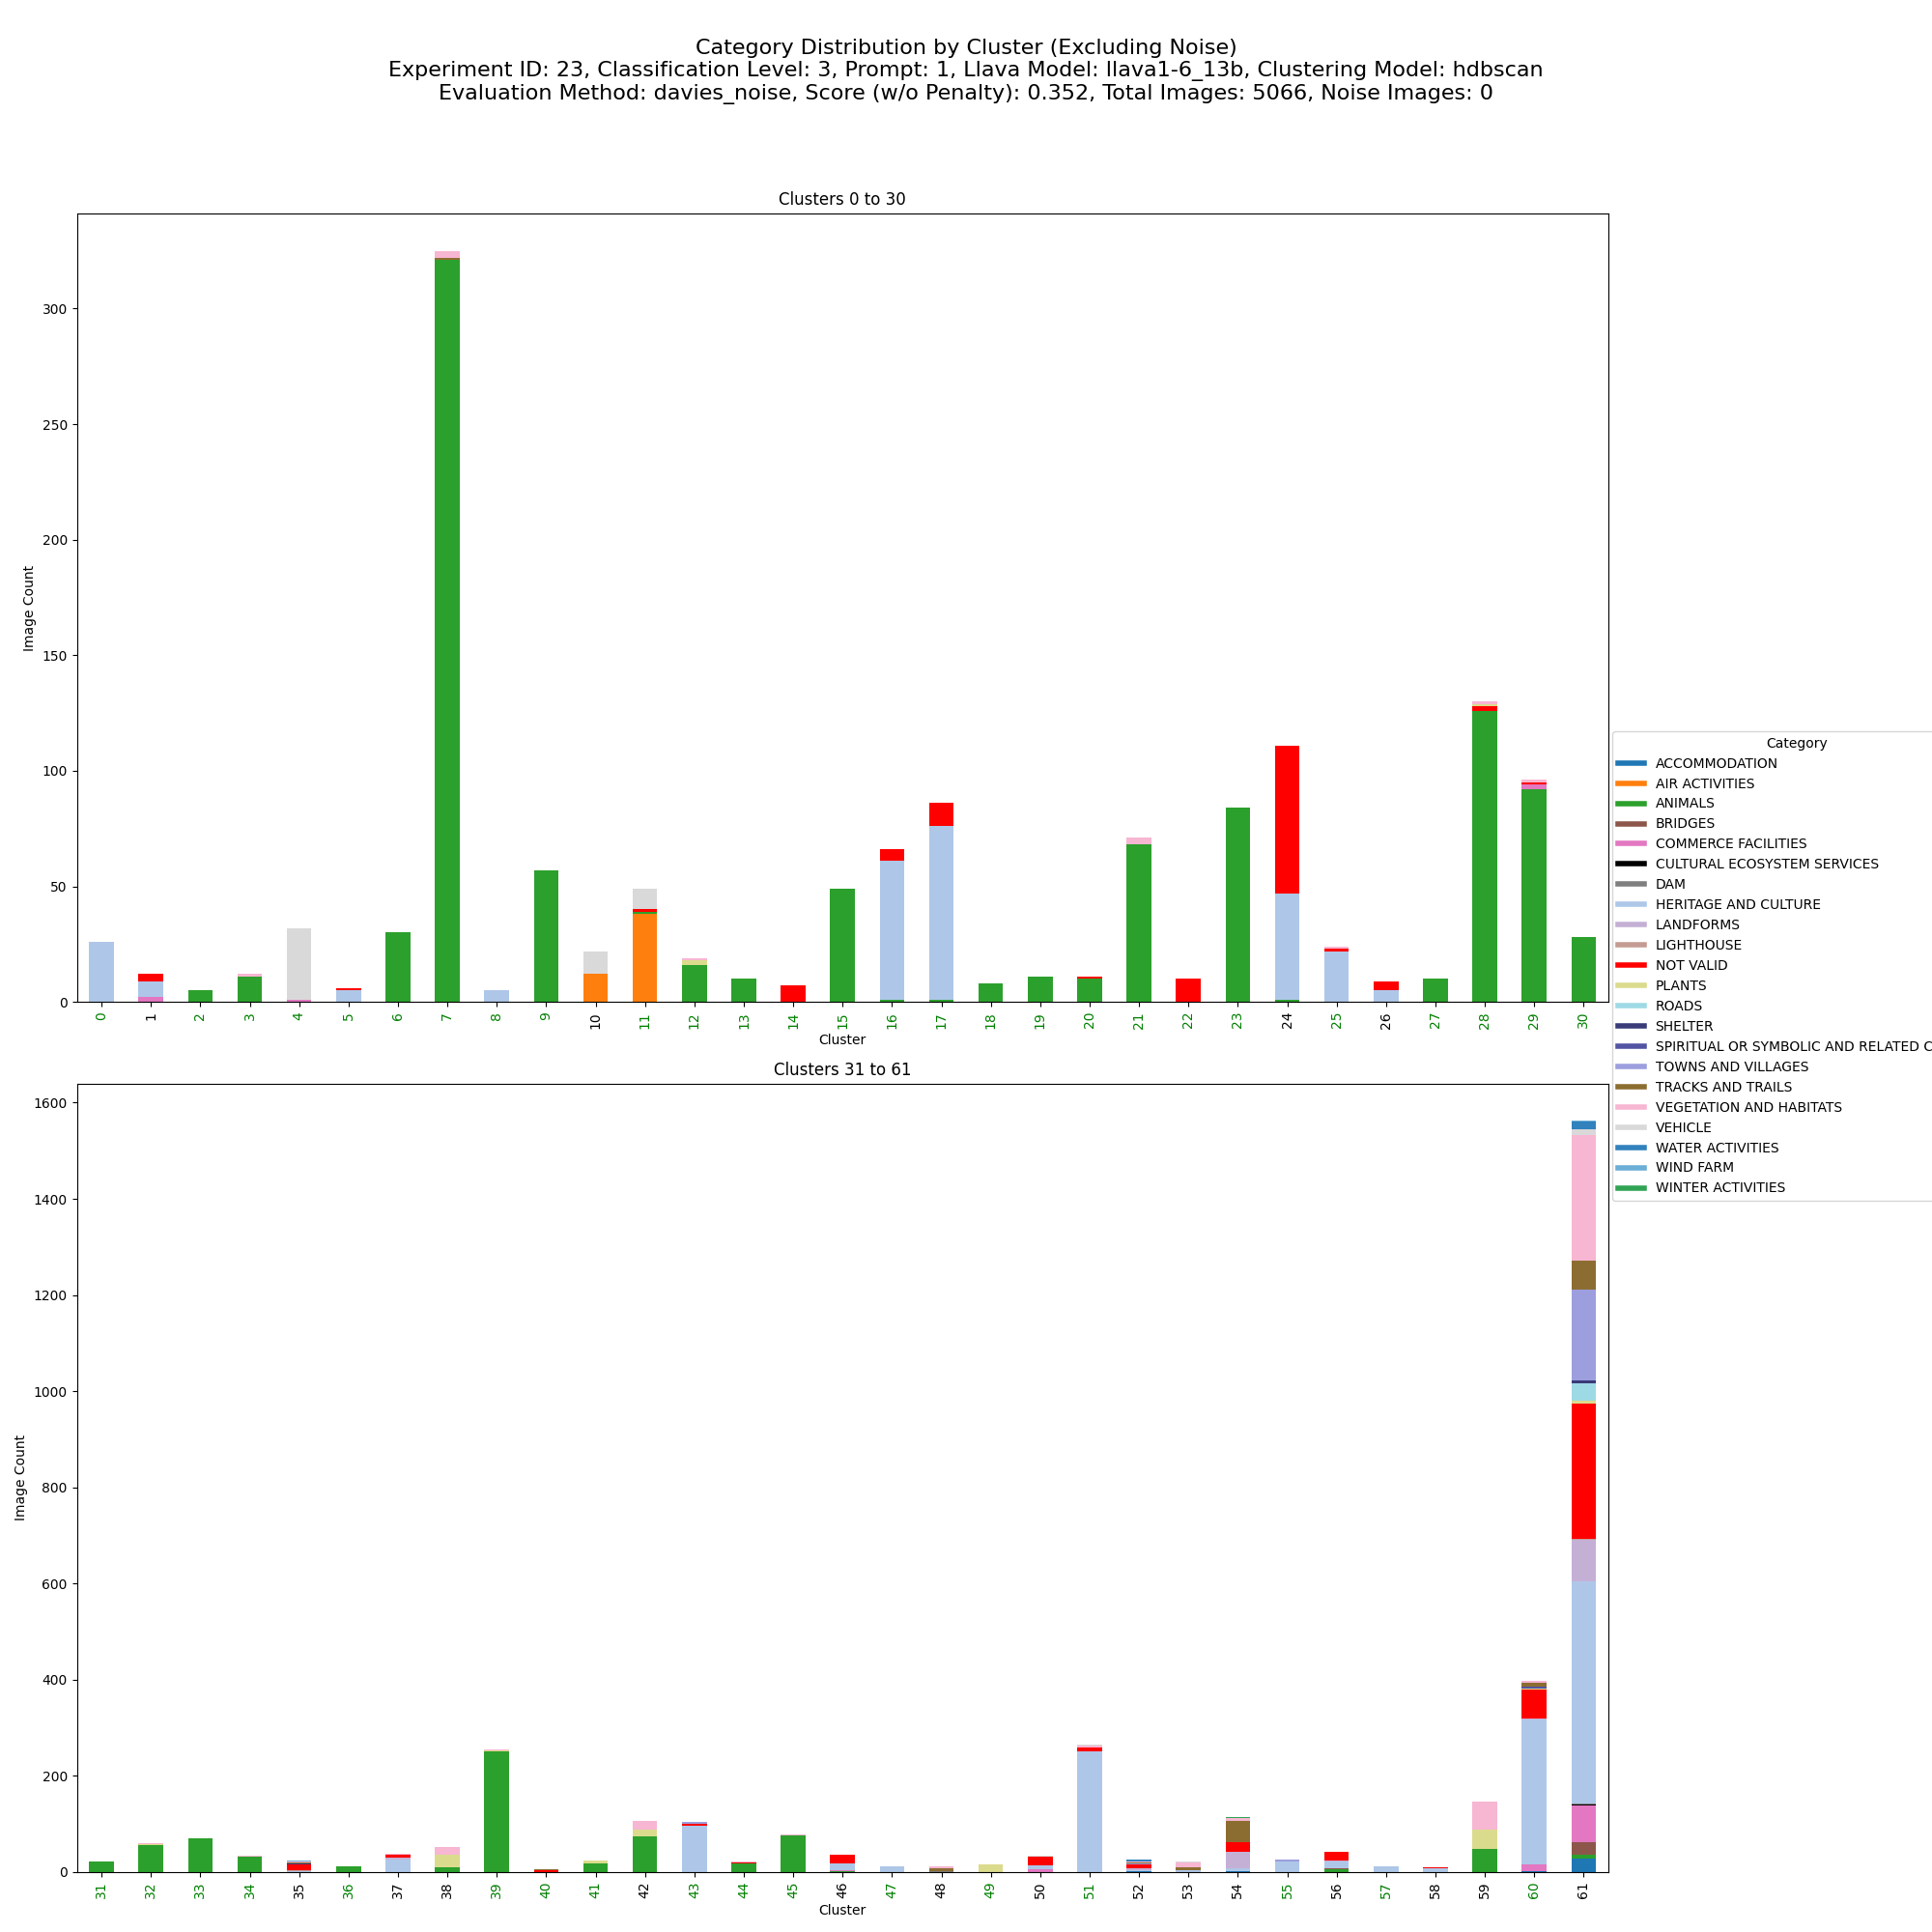 Category Distribution by Cluster (Excluding Noise)
Experiment ID: 23, Classification Level: 3, Prompt: 1, Llava Model: llava1-6_13b, Clustering Model: hdbscan
Evaluation Method: davies_noise, Score (w/o Penalty): 0.352, Total Images: 5066, Noise Images: 0
Clusters 0 to 30
Image Count
300
250
200
150
100
50
0
0 1 2 3 4 5 6 7 8 9 10 11 12 13 14 15 16 17 18 19 20 21 22 23 24 25 26 27 28 29 30
Cluster
Category
ACCOMMODATION
AIR ACTIVITIES
ANIMALS
BRIDGES
COMMERCE FACILITIES
CULTURAL ECOSYSTEM SERVICES
DAM
HERITAGE AND CULTURE
LANDFORMS
LIGHTHOUSE
NOT VALID
PLANTS
ROADS
SHELTER
SPIRITUAL OR SYMBOLIC AND RELATED C
TOWNS AND VILLAGES
TRACKS AND TRAILS
VEGETATION AND HABITATS
VEHICLE
WATER ACTIVITIES
WIND FARM
WINTER ACTIVITIES
Clusters 31 to 61
Image Count
1600
1400
1200
1000
800
600
400
200
0
31 32 33 34 35 36 37 38 39 40 41 42 43 44 45 46 47 48 49 50 51 52 53 54 55 56 57 58 59 60 61
Cluster